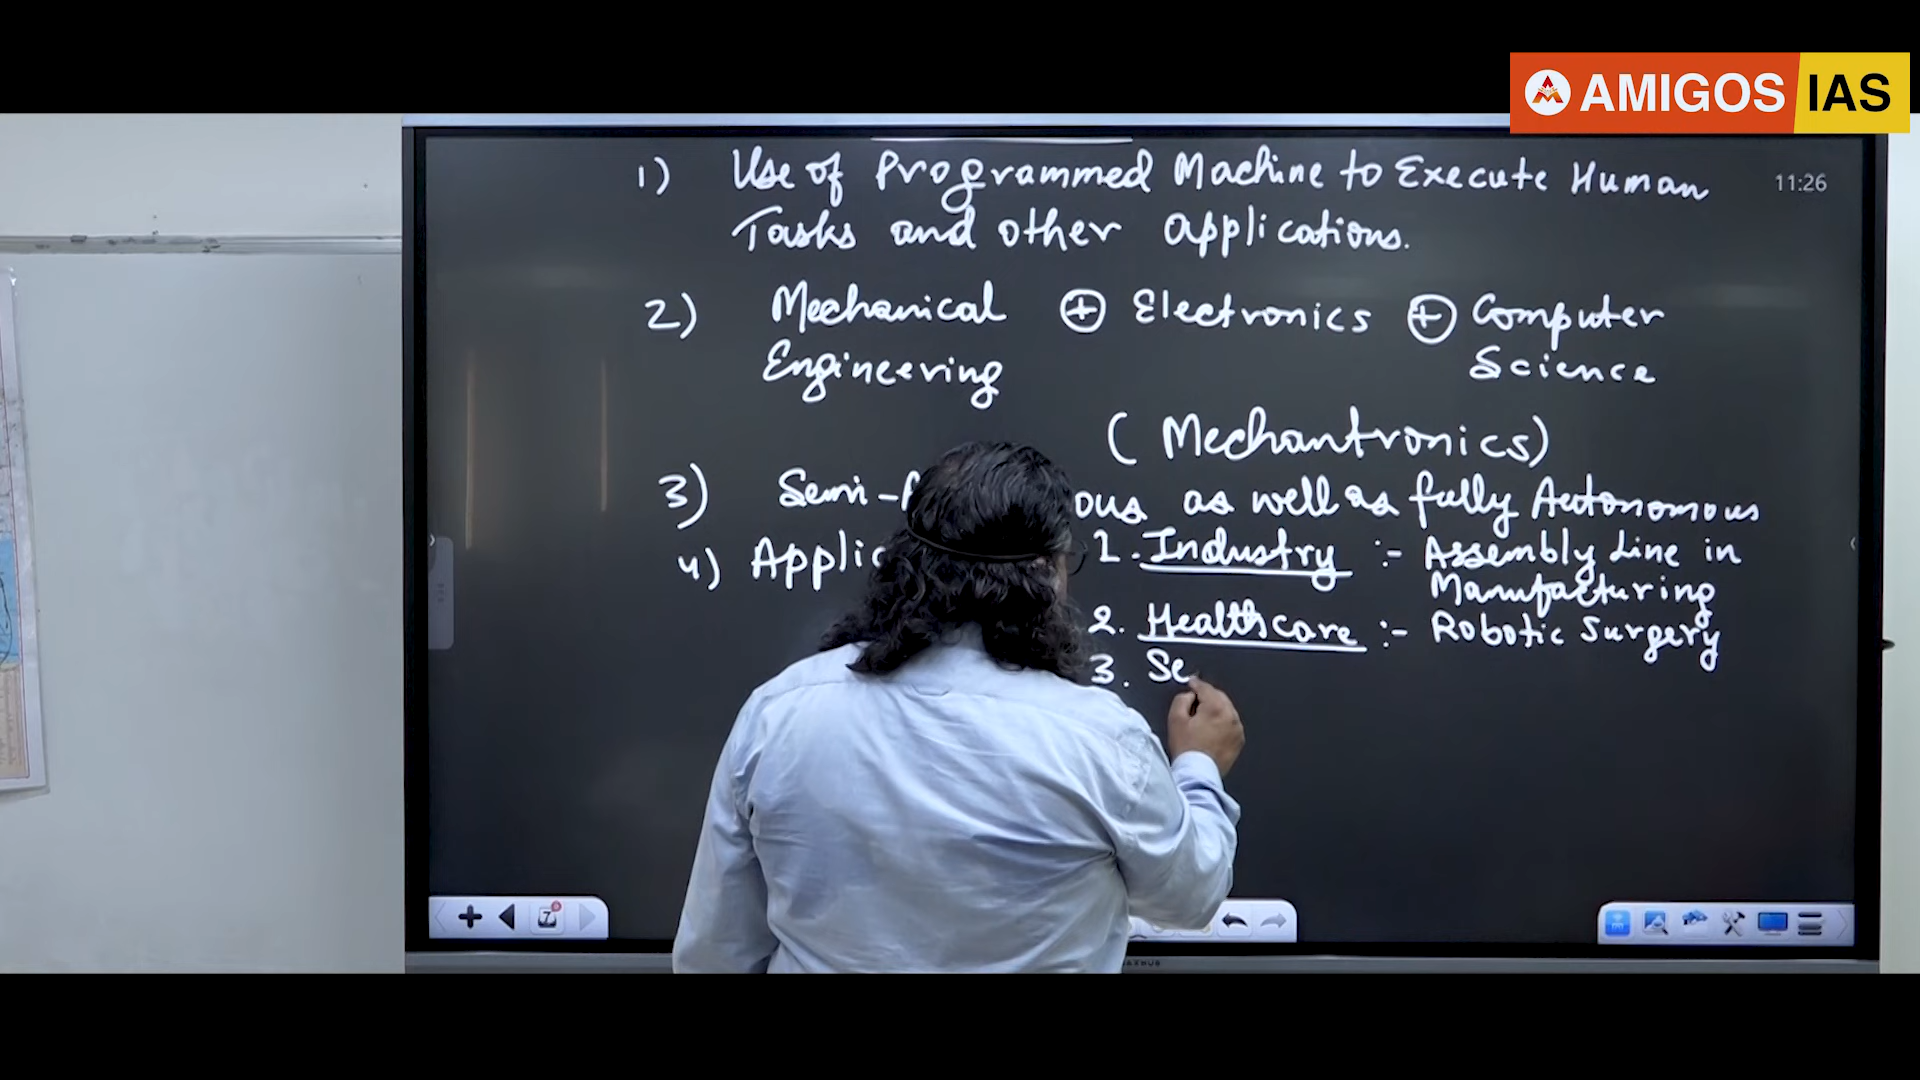 AMIGOS IAS
11:26
1) Use of Programmed Machine to Execute Human
Tasks and other applications.
2) Mechanical + Electronics + Computer
Engineering Science
(Mechantronics)
3) Semi- ous as well as fully Autonomous
4) Applic
1. Industry :- Assembly Line in
Manufacturing
2. Healthcare :- Robotic Surgery
3. Se